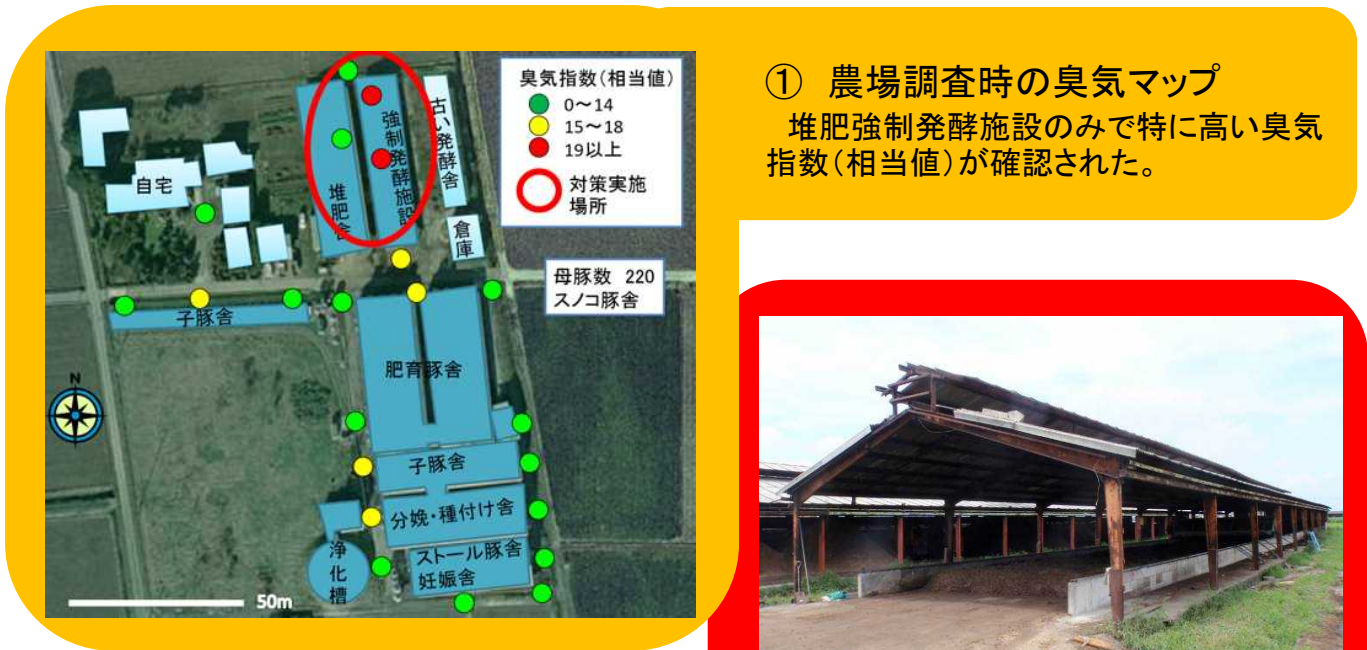 ① 農場調査時の臭気マップ
堆肥強制発酵施設のみで特に高い臭気
指数(相当値)が確認された。
臭気指数(相当値)
0～14
15～18
19以上
対策実施
場所
古い発酵舎
強制発酵施設
堆肥舎
自宅
倉庫
母豚数 220
スノコ豚舎
子豚舎
肥育豚舎
N
子豚舎
分娩・種付け舎
ストール豚舎
妊娠舎
浄化槽
50m